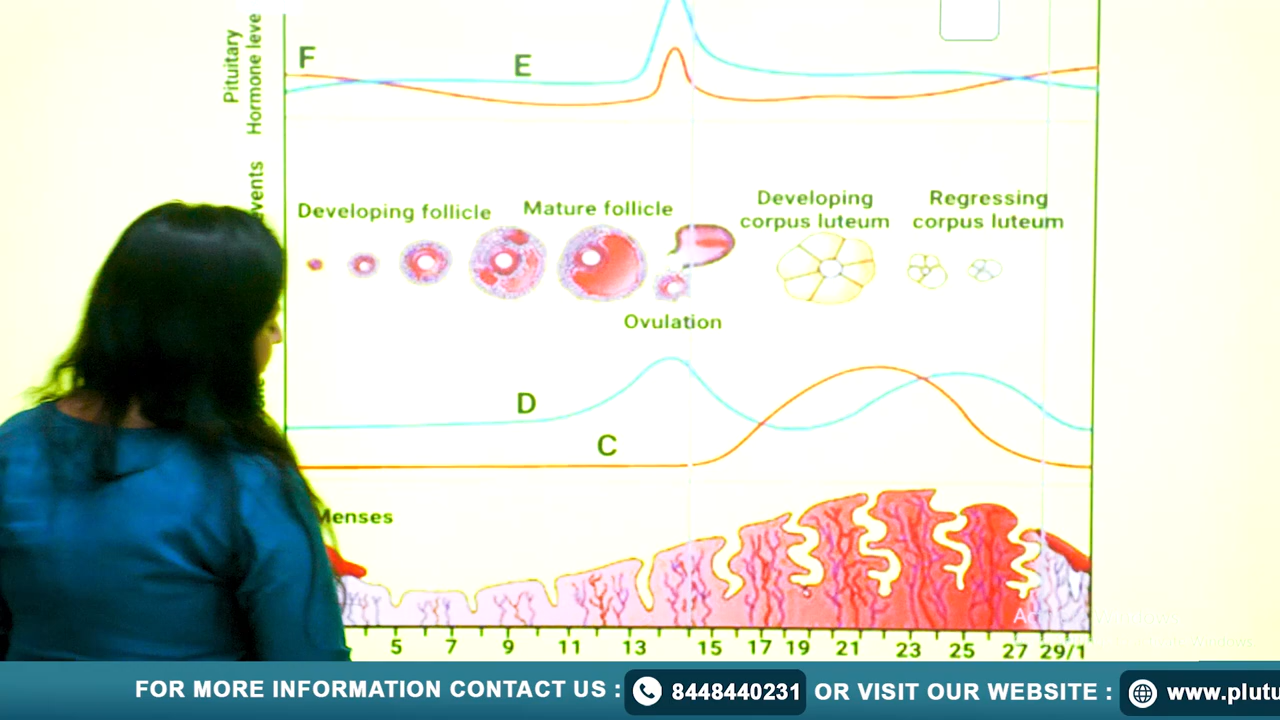 Pituitary
Hormone leve
F
E
events
Developing follicle
Mature follicle
Developing
corpus luteum
Regressing
corpus luteum
Ovulation
D
C
Menses
5 7 9 11 13 15 17 19 21 23 25 27 29/1
FOR MORE INFORMATION CONTACT US : 8448440231 OR VISIT OUR WEBSITE : www.plutu